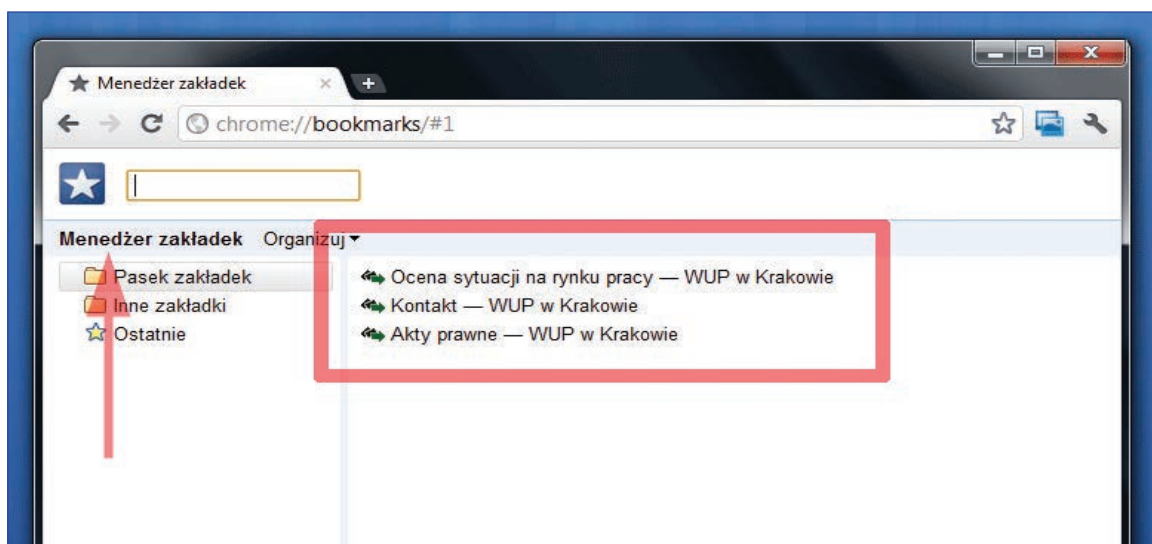 Menedżer zakładek
chrome://bookmarks/#1
Menedżer zakładek Organizuj
Pasek zakładek
Inne zakładki
Ostatnie
Ocena sytuacji na rynku pracy — WUP w Krakowie
Kontakt — WUP w Krakowie
Akty prawne — WUP w Krakowie